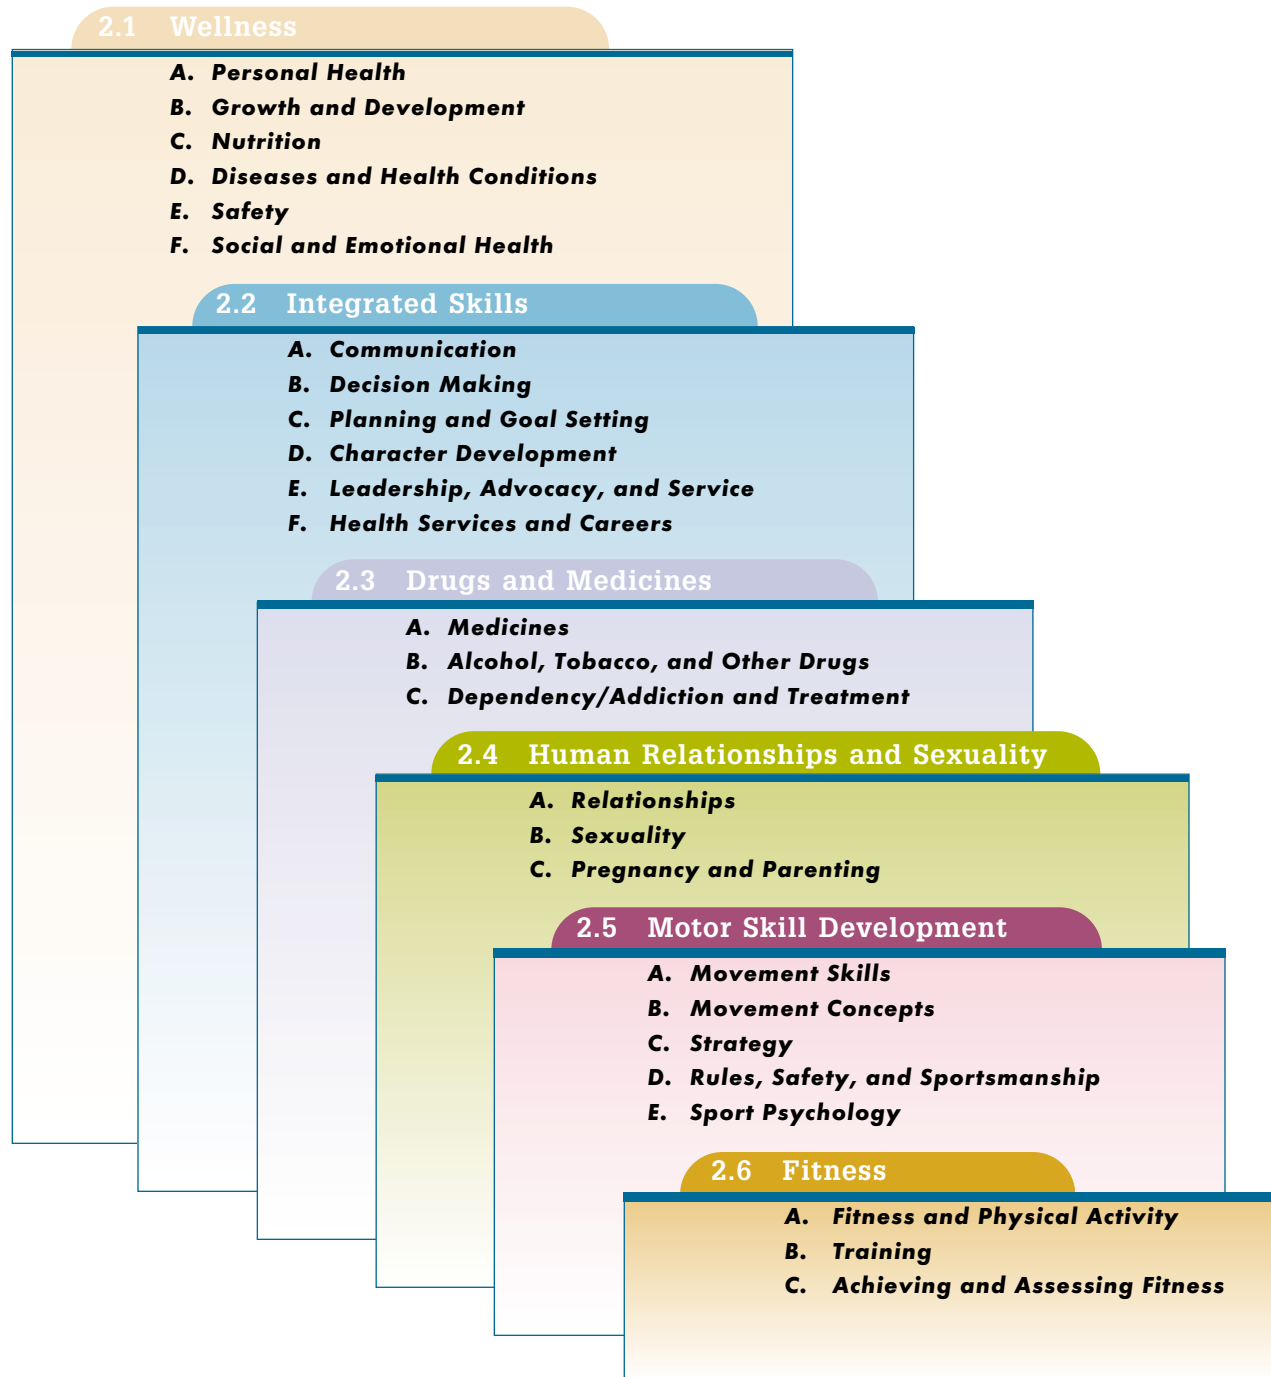 2.1 Wellness
A. Personal Health
B. Growth and Development
C. Nutrition
D. Diseases and Health Conditions
E. Safety
F. Social and Emotional Health
2.2 Integrated Skills
A. Communication
B. Decision Making
C. Planning and Goal Setting
D. Character Development
E. Leadership, Advocacy, and Service
F. Health Services and Careers
2.3 Drugs and Medicines
A. Medicines
B. Alcohol, Tobacco, and Other Drugs
C. Dependency/Addiction and Treatment
2.4 Human Relationships and Sexuality
A. Relationships
B. Sexuality
C. Pregnancy and Parenting
2.5 Motor Skill Development
A. Movement Skills
B. Movement Concepts
C. Strategy
D. Rules, Safety, and Sportsmanship
E. Sport Psychology
2.6 Fitness
A. Fitness and Physical Activity
B. Training
C. Achieving and Assessing Fitness